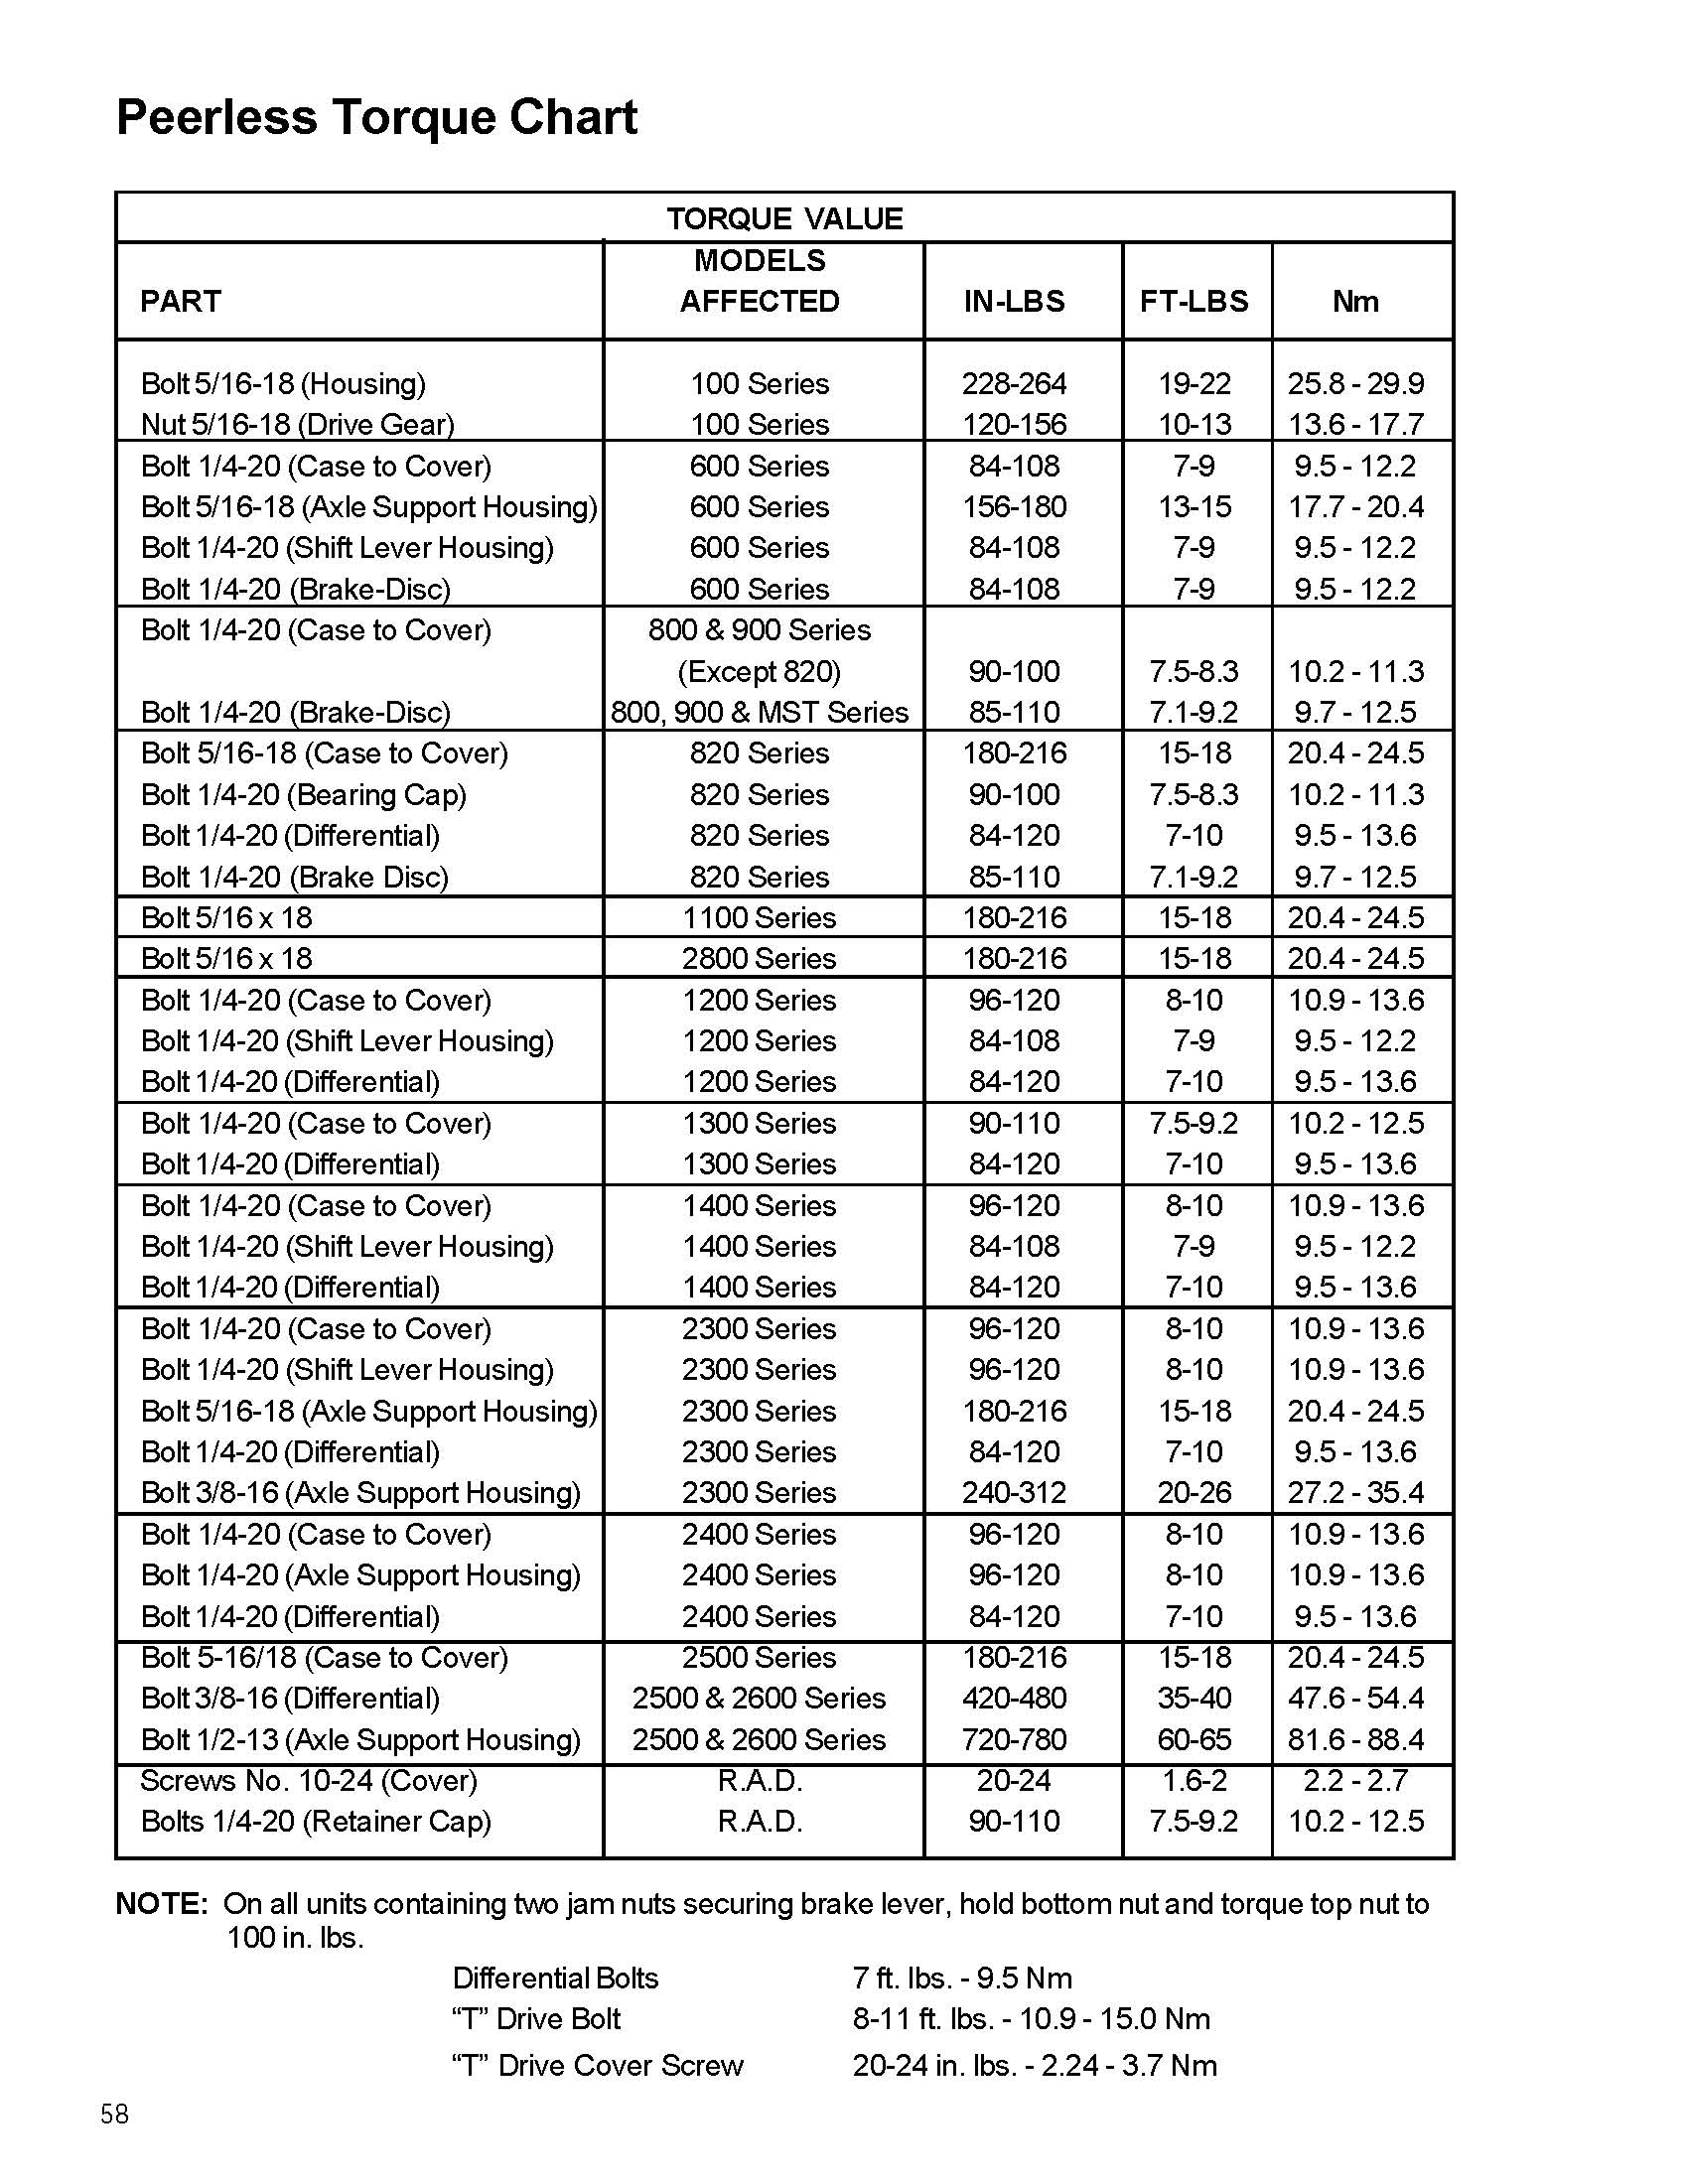 Peerless Torque Chart
TORQUE VALUE
MODELS
PART AFFECTED IN-LBS FT-LBS Nm
Bolt 5/16-18 (Housing) 100 Series 228-264 19-22 25.8 - 29.9
Nut 5/16-18 (Drive Gear) 100 Series 120-156 10-13 13.6 - 17.7
Bolt 1/4-20 (Case to Cover) 600 Series 84-108 7-9 9.5 - 12.2
Bolt 5/16-18 (Axle Support Housing) 600 Series 156-180 13-15 17.7 - 20.4
Bolt 1/4-20 (Shift Lever Housing) 600 Series 84-108 7-9 9.5 - 12.2
Bolt 1/4-20 (Brake-Disc) 600 Series 84-108 7-9 9.5 - 12.2
Bolt 1/4-20 (Case to Cover) 800 & 900 Series
(Except 820) 90-100 7.5-8.3 10.2 - 11.3
Bolt 1/4-20 (Brake-Disc) 800, 900 & MST Series 85-110 7.1-9.2 9.7 - 12.5
Bolt 5/16-18 (Case to Cover) 820 Series 180-216 15-18 20.4 - 24.5
Bolt 1/4-20 (Bearing Cap) 820 Series 90-100 7.5-8.3 10.2 - 11.3
Bolt 1/4-20 (Differential) 820 Series 84-120 7-10 9.5 - 13.6
Bolt 1/4-20 (Brake Disc) 820 Series 85-110 7.1-9.2 9.7 - 12.5
Bolt 5/16 x 18 1100 Series 180-216 15-18 20.4 - 24.5
Bolt 5/16 x 18 2800 Series 180-216 15-18 20.4 - 24.5
Bolt 1/4-20 (Case to Cover) 1200 Series 96-120 8-10 10.9 - 13.6
Bolt 1/4-20 (Shift Lever Housing) 1200 Series 84-108 7-9 9.5 - 12.2
Bolt 1/4-20 (Differential) 1200 Series 84-120 7-10 9.5 - 13.6
Bolt 1/4-20 (Case to Cover) 1300 Series 90-110 7.5-9.2 10.2 - 12.5
Bolt 1/4-20 (Differential) 1300 Series 84-120 7-10 9.5 - 13.6
Bolt 1/4-20 (Case to Cover) 1400 Series 96-120 8-10 10.9 - 13.6
Bolt 1/4-20 (Shift Lever Housing) 1400 Series 84-108 7-9 9.5 - 12.2
Bolt 1/4-20 (Differential) 1400 Series 84-120 7-10 9.5 - 13.6
Bolt 1/4-20 (Case to Cover) 2300 Series 96-120 8-10 10.9 - 13.6
Bolt 1/4-20 (Shift Lever Housing) 2300 Series 96-120 8-10 10.9 - 13.6
Bolt 5/16-18 (Axle Support Housing) 2300 Series 180-216 15-18 20.4 - 24.5
Bolt 1/4-20 (Differential) 2300 Series 84-120 7-10 9.5 - 13.6
Bolt 3/8-16 (Axle Support Housing) 2300 Series 240-312 20-26 27.2 - 35.4
Bolt 1/4-20 (Case to Cover) 2400 Series 96-120 8-10 10.9 - 13.6
Bolt 1/4-20 (Axle Support Housing) 2400 Series 96-120 8-10 10.9 - 13.6
Bolt 1/4-20 (Differential) 2400 Series 84-120 7-10 9.5 - 13.6
Bolt 5-16/18 (Case to Cover) 2500 Series 180-216 15-18 20.4 - 24.5
Bolt 3/8-16 (Differential) 2500 & 2600 Series 420-480 35-40 47.6 - 54.4
Bolt 1/2-13 (Axle Support Housing) 2500 & 2600 Series 720-780 60-65 81.6 - 88.4
Screws No. 10-24 (Cover) R.A.D. 20-24 1.6-2 2.2 - 2.7
Bolts 1/4-20 (Retainer Cap) R.A.D. 90-110 7.5-9.2 10.2 - 12.5
NOTE: On all units containing two jam nuts securing brake lever, hold bottom nut and torque top nut to
100 in. lbs.
Differential Bolts 7 ft. lbs. - 9.5 Nm
“T” Drive Bolt 8-11 ft. lbs. - 10.9 - 15.0 Nm
“T” Drive Cover Screw 20-24 in. lbs. - 2.24 - 3.7 Nm
58